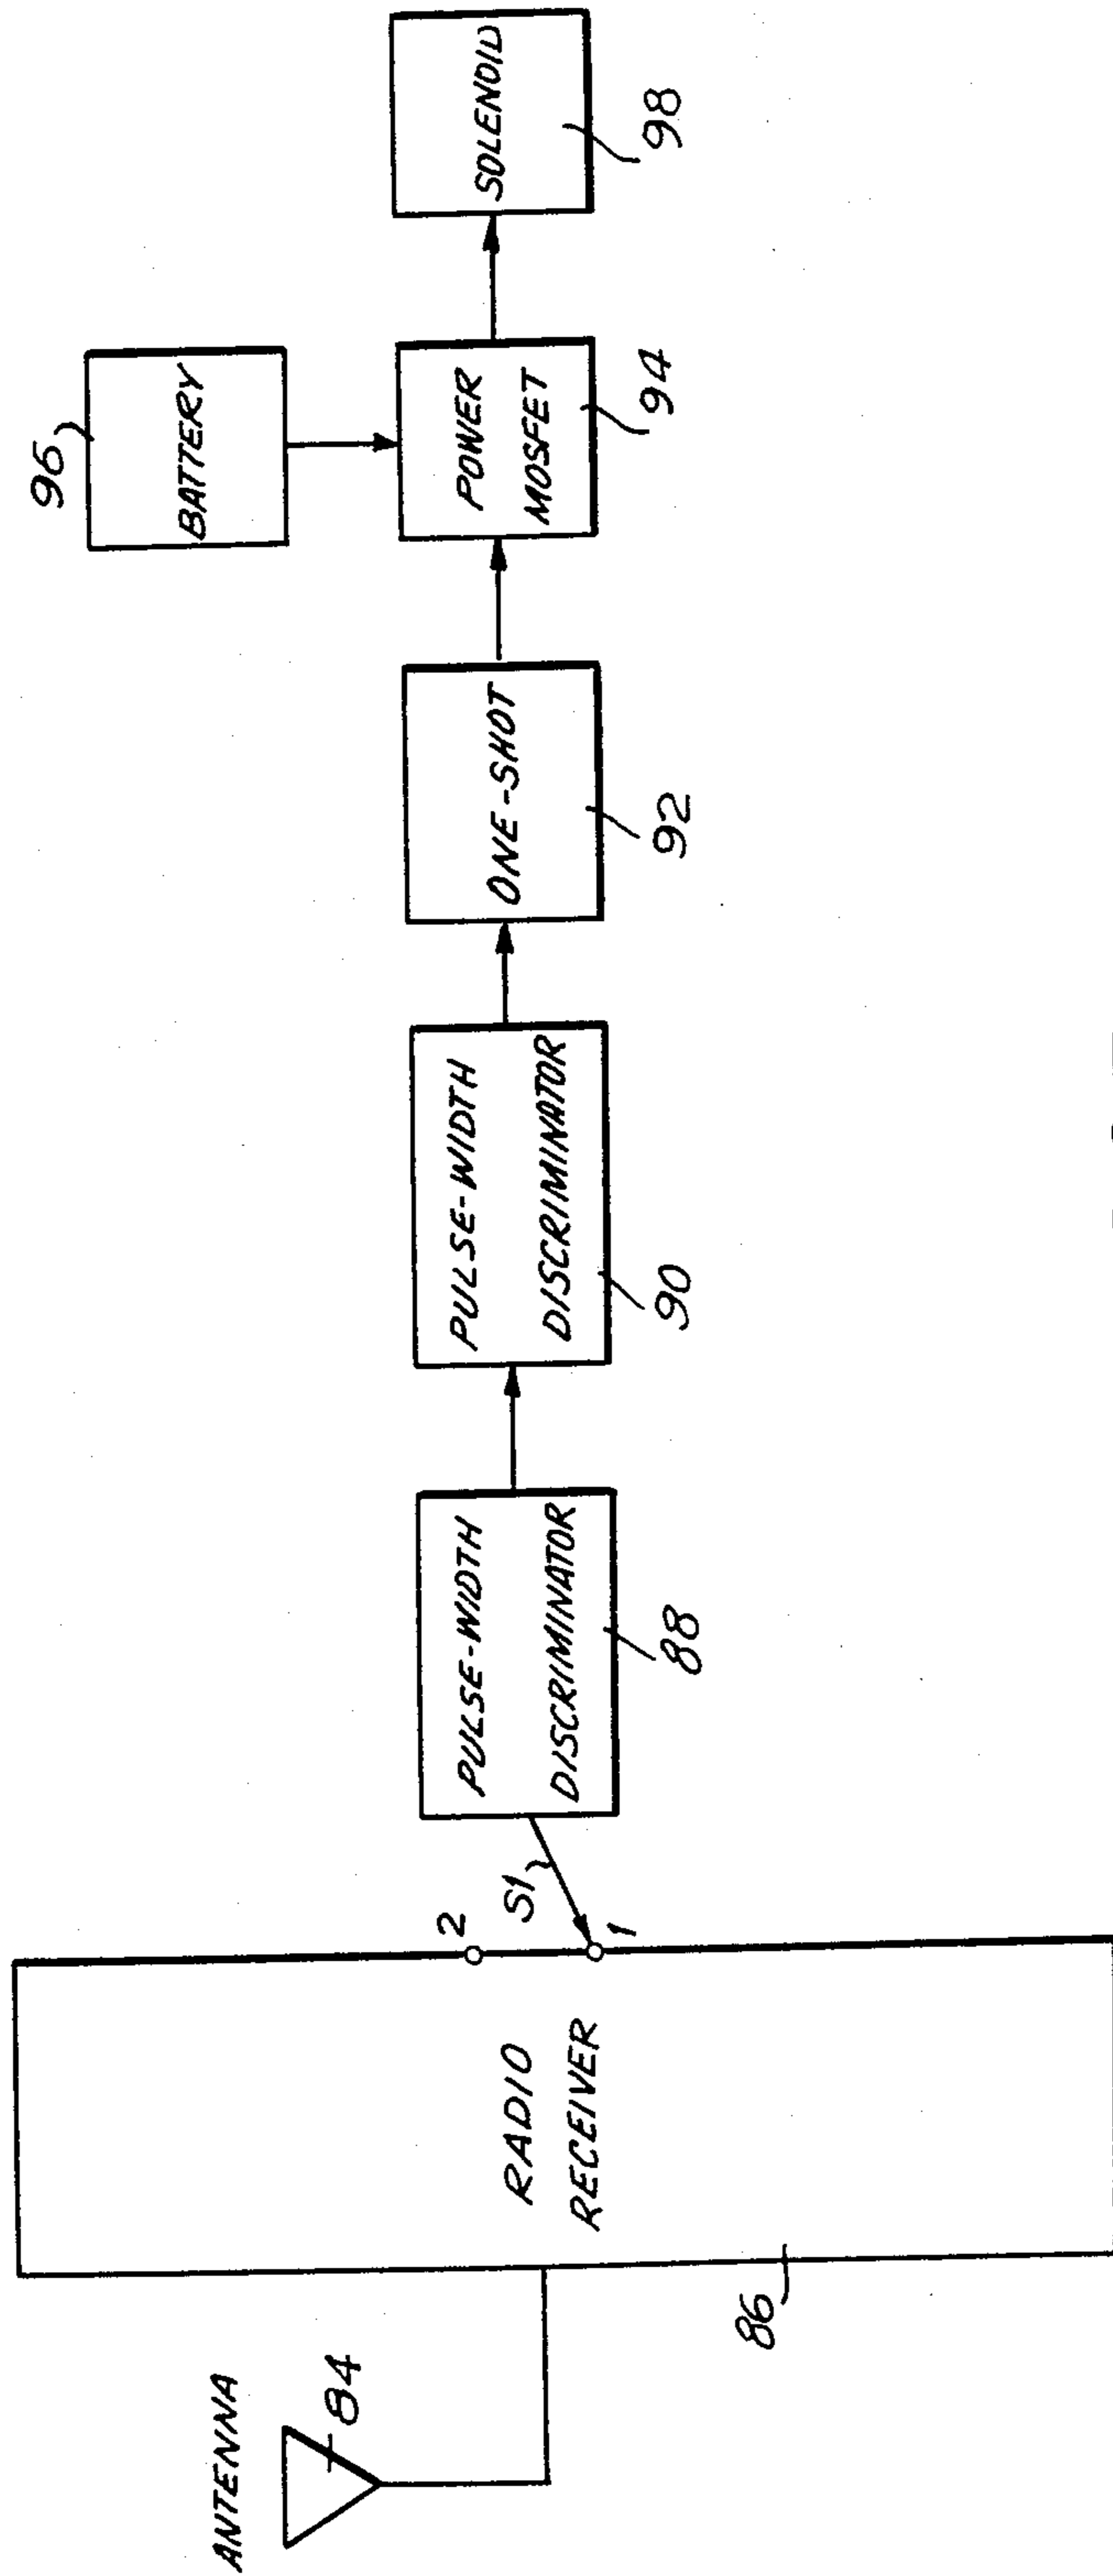 ANTENNA
84
RADIO
RECEIVER
86
2
1
S1
PULSE-WIDTH
DISCRIMINATOR
88
PULSE-WIDTH
DISCRIMINATOR
90
ONE-SHOT
92
BATTERY
96
POWER
MOSFET
94
SOLENOID
98